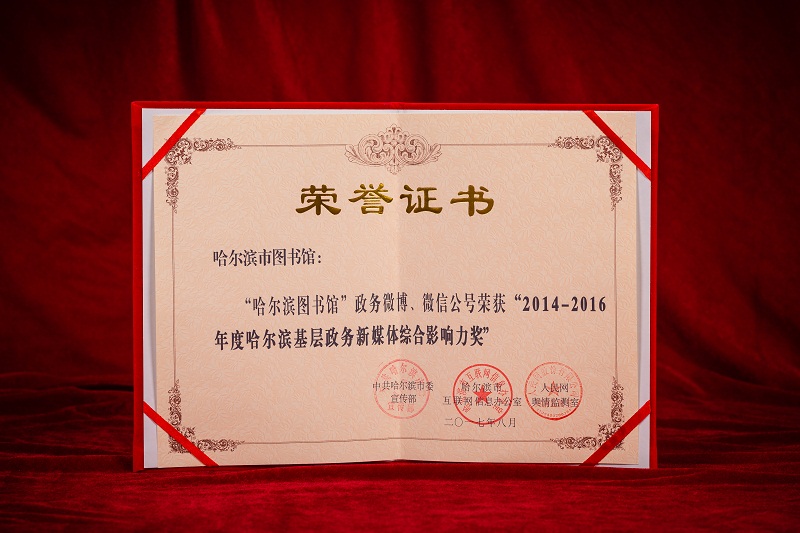 荣誉证书
哈尔滨市图书馆：
“哈尔滨图书馆”政务微博、微信公号荣获“2014-2016
年度哈尔滨基层政务新媒体综合影响力奖”
中共哈尔滨市委
宣传部
哈尔滨市
互联网信息办公室
人民网
舆情监测室
二〇一七年八月